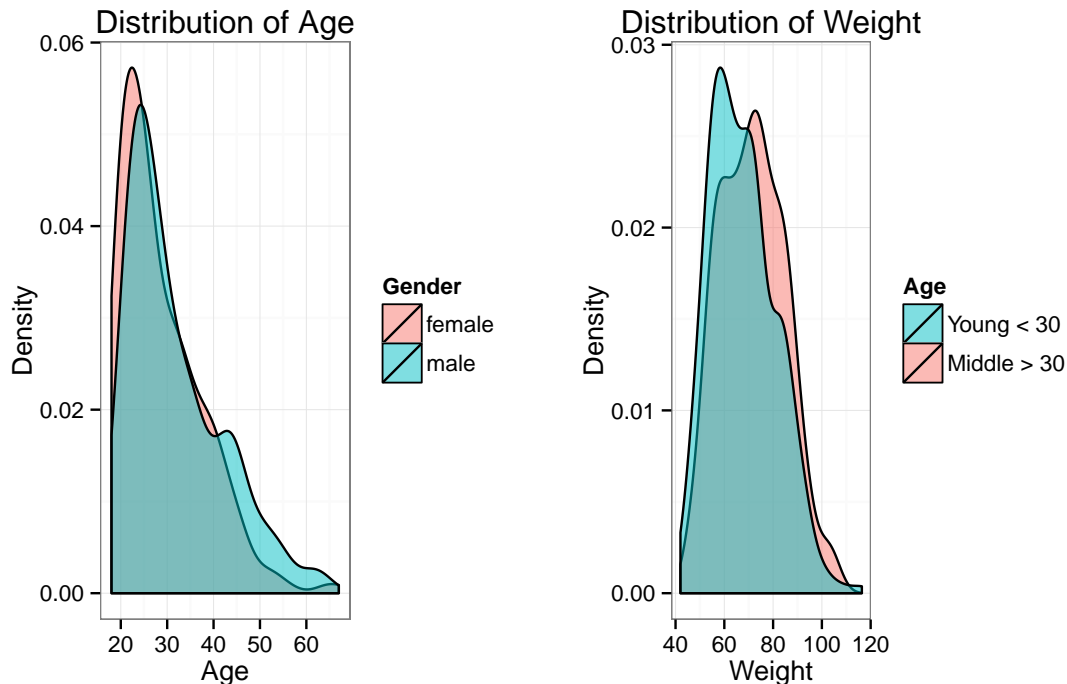 Distribution of Age
0.06
0.04
0.02
0.00
Density
20 30 40 50 60
Age
Gender
female
male
Distribution of Weight
0.03
0.02
0.01
0.00
Density
40 60 80 100 120
Weight
Age
Young < 30
Middle > 30